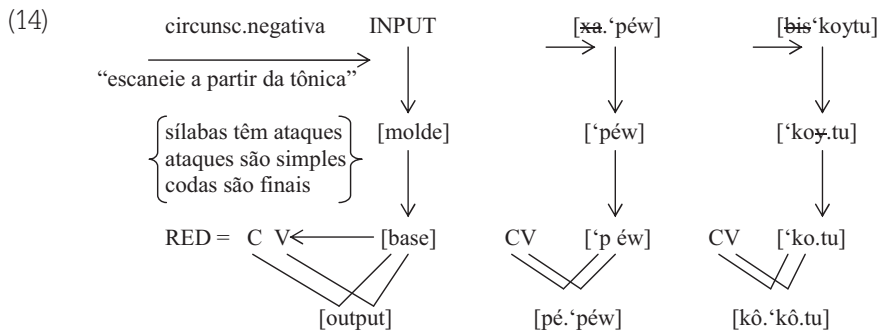 (14) circunsc.negativa INPUT [xa.‘péw] [bis‘koytu]
“escaneie a partir da tônica”
sílabas têm ataques
ataques são simples [molde] [‘péw] [‘koy.tu]
codas são finais
RED = C V [base] CV [‘p éw] CV [‘ko.tu]
[output] [pé.‘péw] [kô.‘kô.tu]